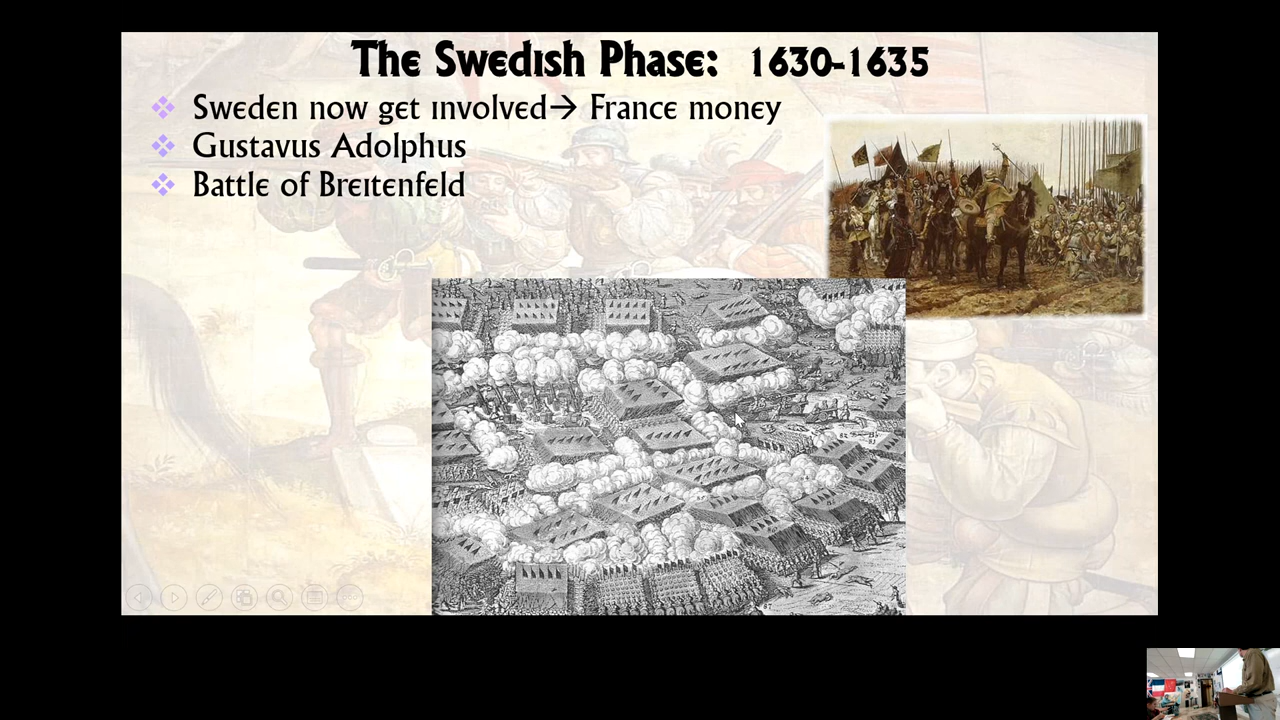 The Swedish Phase: 1630-1635
Sweden now get involved→ France money
Gustavus Adolphus
Battle of Breitenfeld